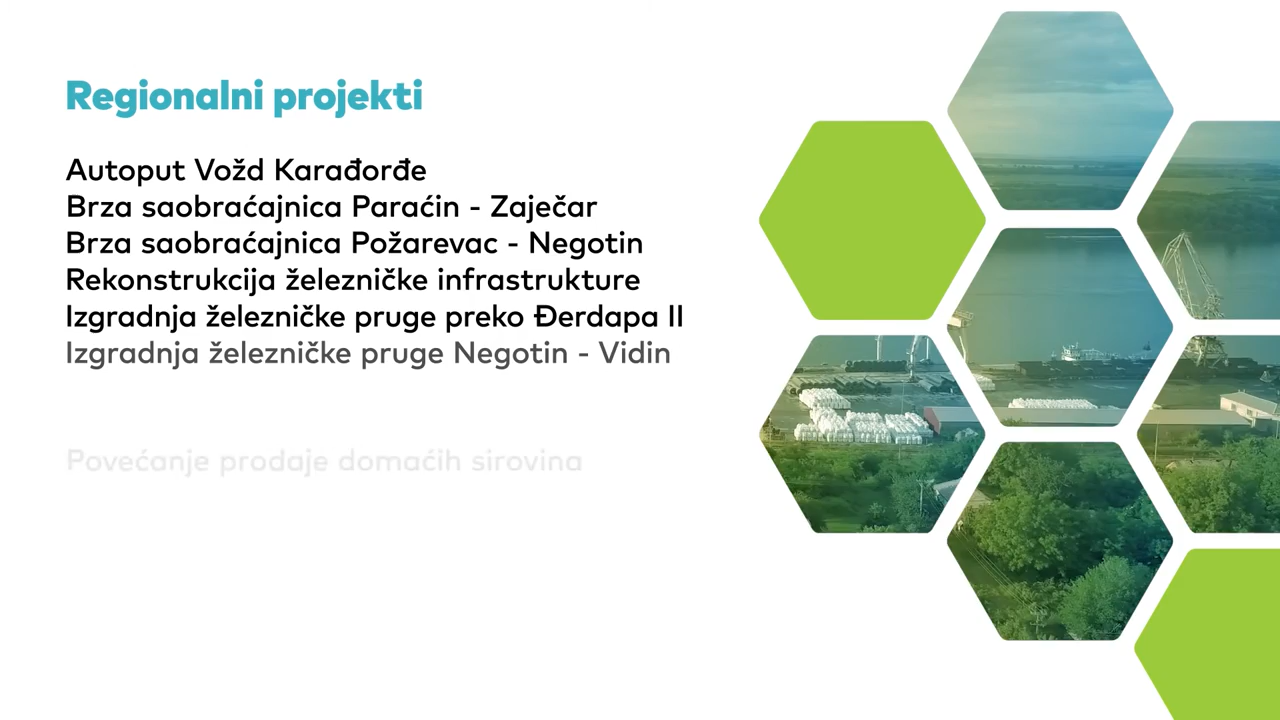 Regionalni projekti
Autoput Vožd Karađorđe
Brza saobraćajnica Paraćin - Zaječar
Brza saobraćajnica Požarevac - Negotin
Rekonstrukcija železničke infrastrukture
Izgradnja železničke pruge preko Đerdapa II
Izgradnja železničke pruge Negotin - Vidin
Povećanje prodaje domaćih sirovina